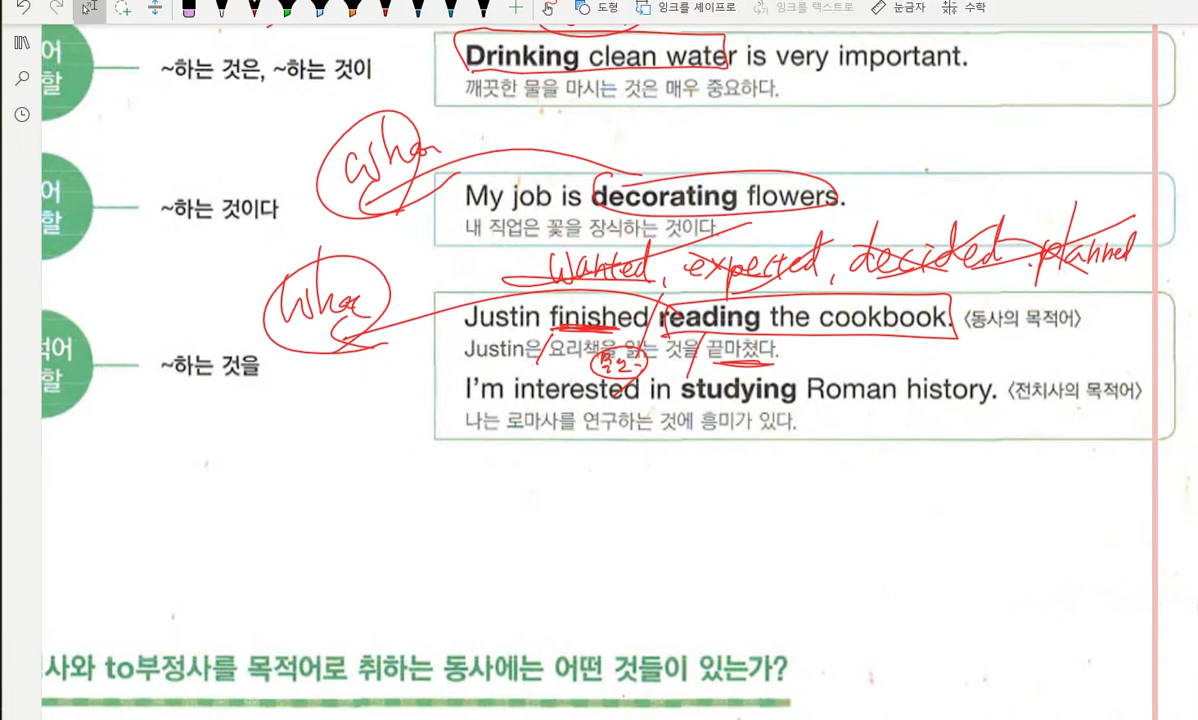 도형 잉크를 셰이프로 잉크를 텍스트로 눈금자 수학
어
할
~하는 것은, ~하는 것이
Drinking clean water is very important.
깨끗한 물을 마시는 것은 매우 중요하다.
어
할
~하는 것이다
My job is decorating flowers.
내 직업은 꽃을 장식하는 것이다.
wanted, expected, decided, planned
적어
할
~하는 것을
Justin finished reading the cookbook. 〈동사의 목적어〉
Justin은 요리책을 읽는 것을 끝마쳤다.
I'm interested in studying Roman history. 〈전치사의 목적어〉
나는 로마사를 연구하는 것에 흥미가 있다.
사와 to부정사를 목적어로 취하는 동사에는 어떤 것들이 있는가?